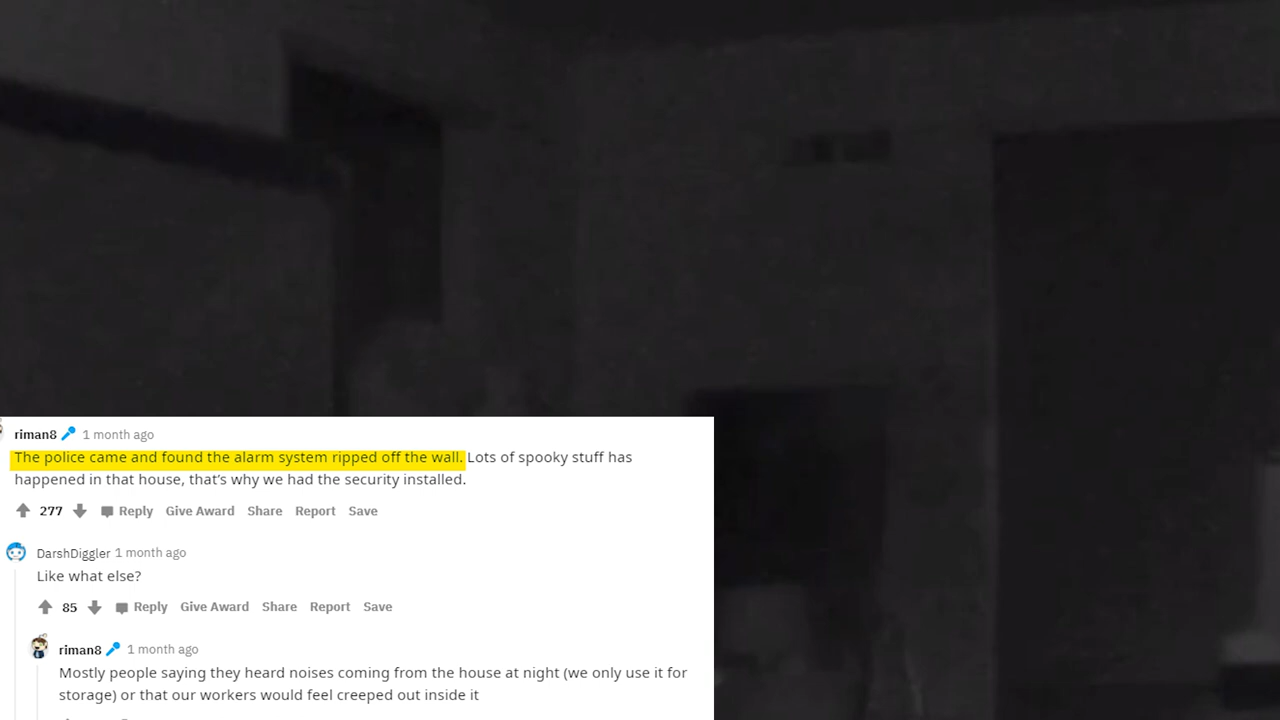 riman8 1 month ago
The police came and found the alarm system ripped off the wall. Lots of spooky stuff has
happened in that house, that's why we had the security installed.
277 Reply Give Award Share Report Save
DarshDiggler 1 month ago
Like what else?
85 Reply Give Award Share Report Save
riman8 1 month ago
Mostly people saying they heard noises coming from the house at night (we only use it for
storage) or that our workers would feel creeped out inside it